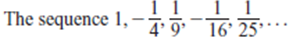 The sequence 1, −1/4, 1/9, −1/16, 1/25, . . .